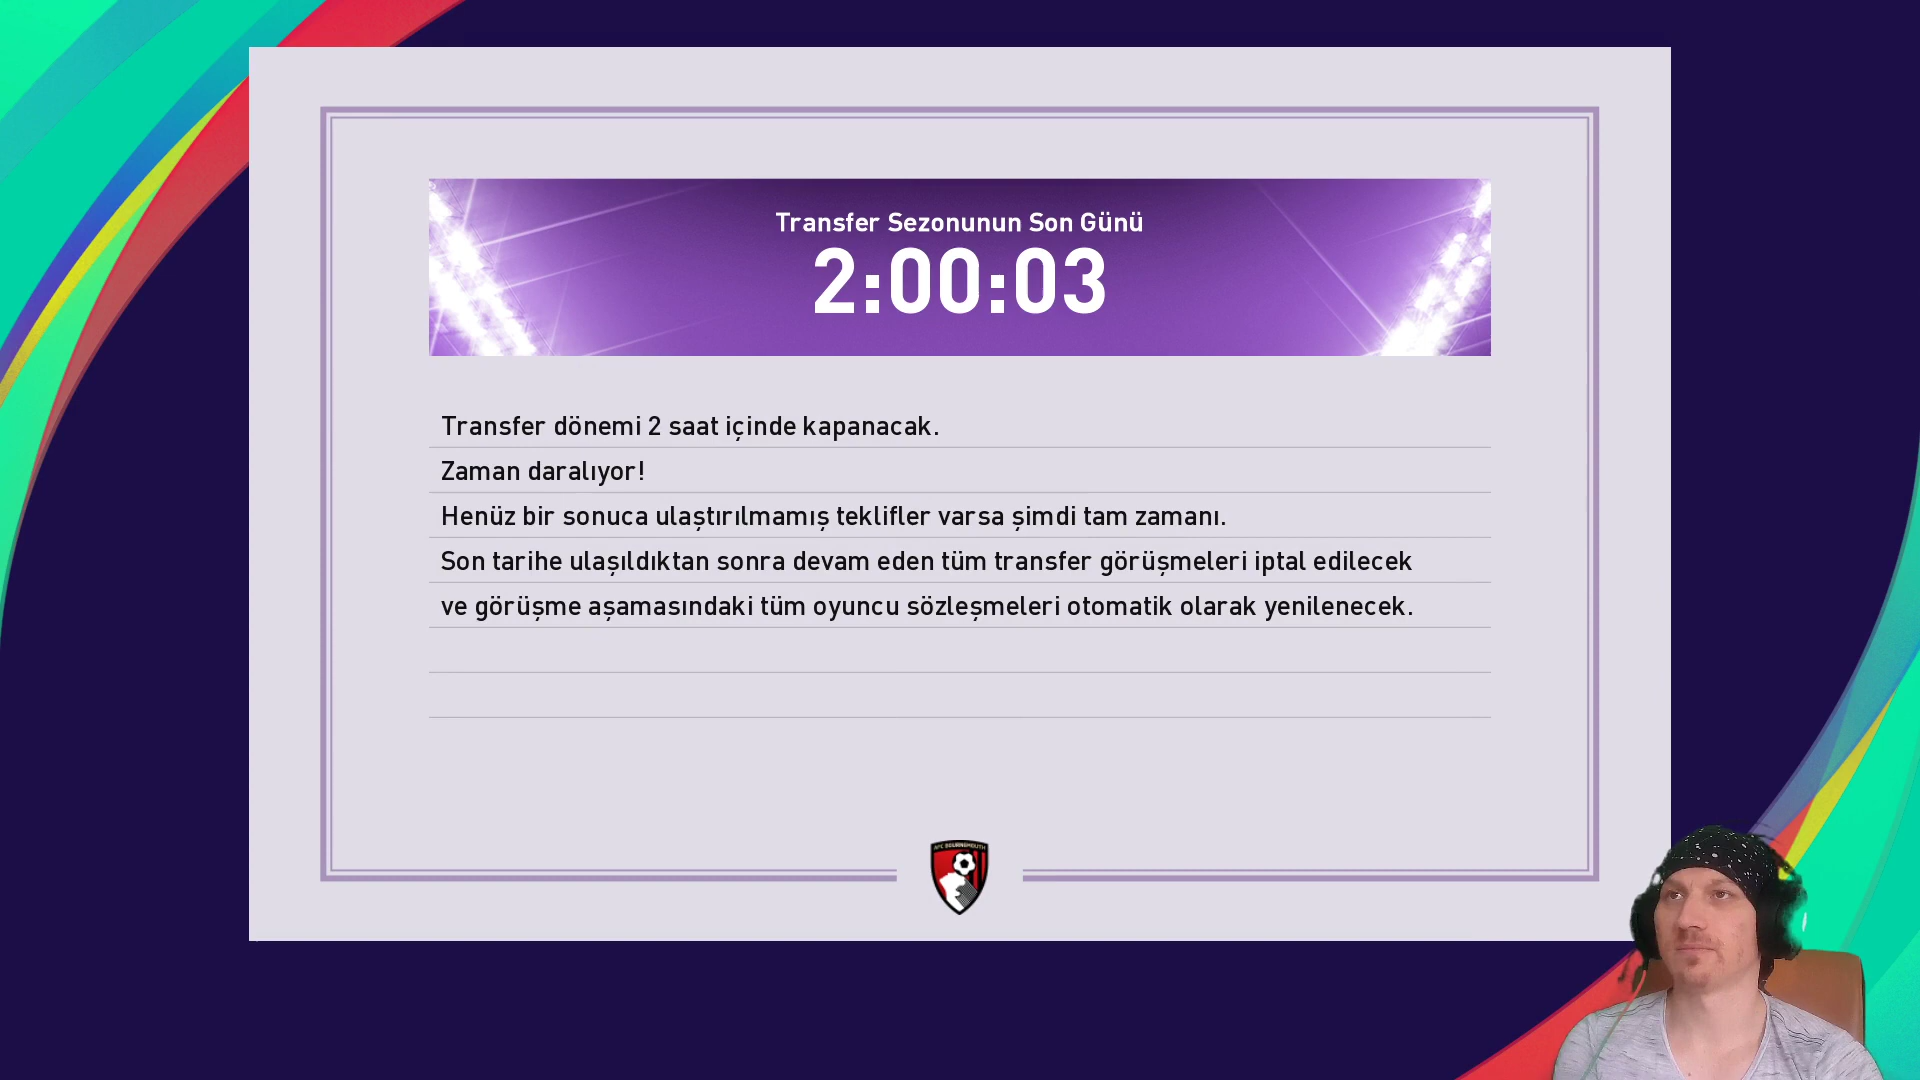 Transfer Sezonunun Son Günü
2:00:03
Transfer dönemi 2 saat içinde kapanacak.
Zaman daralıyor!
Henüz bir sonuca ulaştırılmamış teklifler varsa şimdi tam zamanı.
Son tarihe ulaşıldıktan sonra devam eden tüm transfer görüşmeleri iptal edilecek
ve görüşme aşamasındaki tüm oyuncu sözleşmeleri otomatik olarak yenilenecek.
AFC BOURNEMOUTH